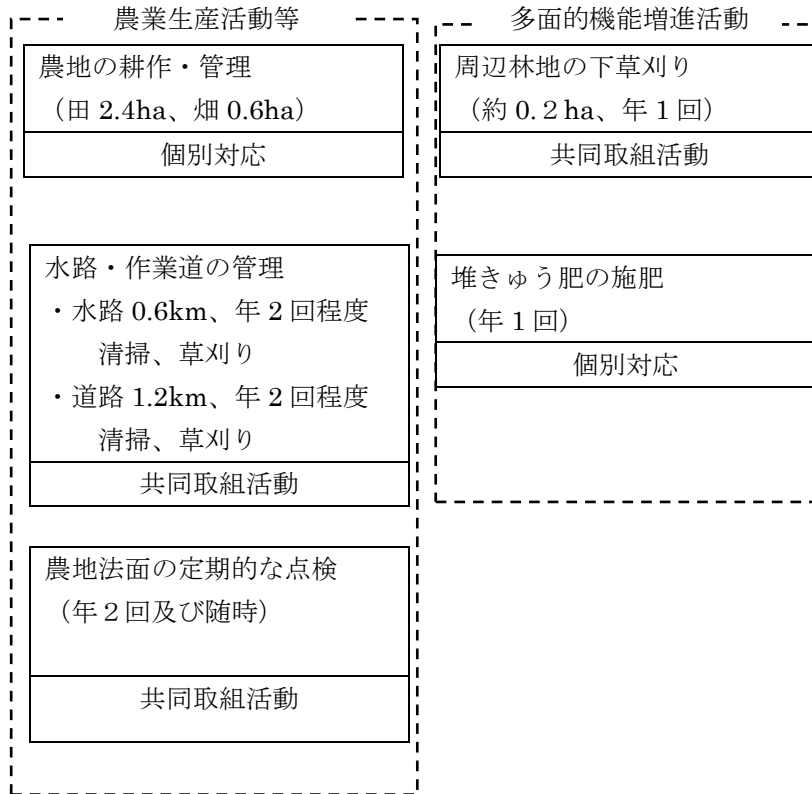 農業生産活動等
農地の耕作・管理
（田 2.4ha、畑 0.6ha）
個別対応
水路・作業道の管理
・水路 0.6km、年 2 回程度
清掃、草刈り
・道路 1.2km、年 2 回程度
清掃、草刈り
共同取組活動
農地法面の定期的な点検
（年２回及び随時）
共同取組活動
多面的機能増進活動
周辺林地の下草刈り
（約 0.２ha、年 1 回）
共同取組活動
堆きゅう肥の施肥
（年 1 回）
個別対応